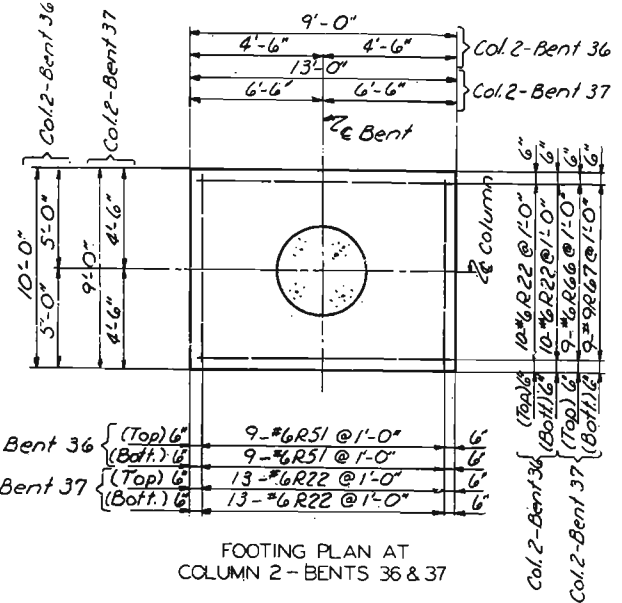 9'-0"
4'-6" 4'-6" Col.2-Bent 36
13'-0"
6'-6" 6'-6" Col.2-Bent 37
℄ Bent
Col.2-Bent 36
Col.2-Bent 37
10'-0"
5'-0"
5'-0"
9'-0"
4'-6"
4'-6"
℄ Column
6" 6" 6" 6"
10-#6R22@1'-0"
10-#6R22@1'-0"
9-#6R66@1'-0"
9-#9R67@1'-0"
(Top) 6"
(Bott.) 6"
(Top) 6"
(Bott.) 6"
Col.2-Bent 36
Col.2-Bent 37
Bent 36 (Top) 6" 9-#6R51 @ 1'-0" 6"
(Bott.) 6" 9-#6R51 @ 1'-0" 6"
Bent 37 (Top) 6" 13-#6R22 @ 1'-0" 6"
(Bott.) 6" 13-#6R22 @ 1'-0" 6"
FOOTING PLAN AT
COLUMN 2 - BENTS 36 & 37